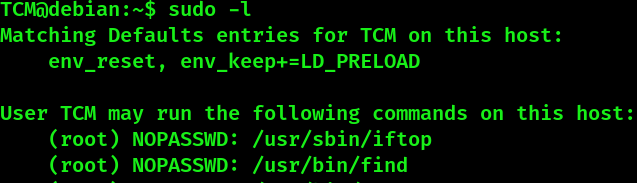 TCM@debian:~$ sudo -l
Matching Defaults entries for TCM on this host:
    env_reset, env_keep+=LD_PRELOAD

User TCM may run the following commands on this host:
    (root) NOPASSWD: /usr/sbin/iftop
    (root) NOPASSWD: /usr/bin/find